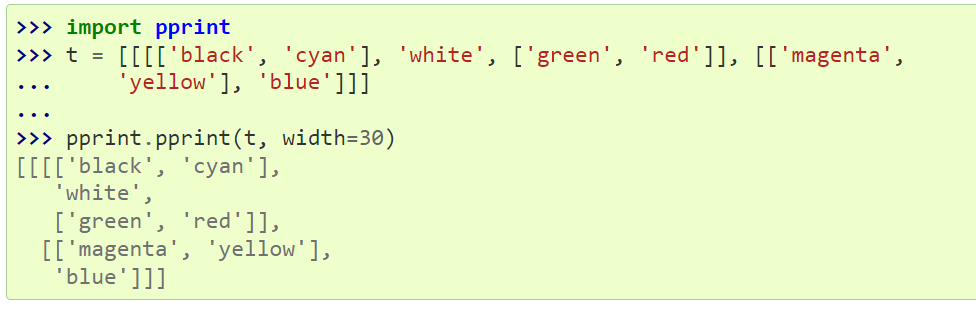 >>> import pprint
>>> t = [[[['black', 'cyan'], 'white', ['green', 'red']], [['magenta',
...     'yellow'], 'blue']]]
...
>>> pprint.pprint(t, width=30)
[[[['black', 'cyan'],
   'white',
   ['green', 'red']],
  [['magenta', 'yellow'],
   'blue']]]